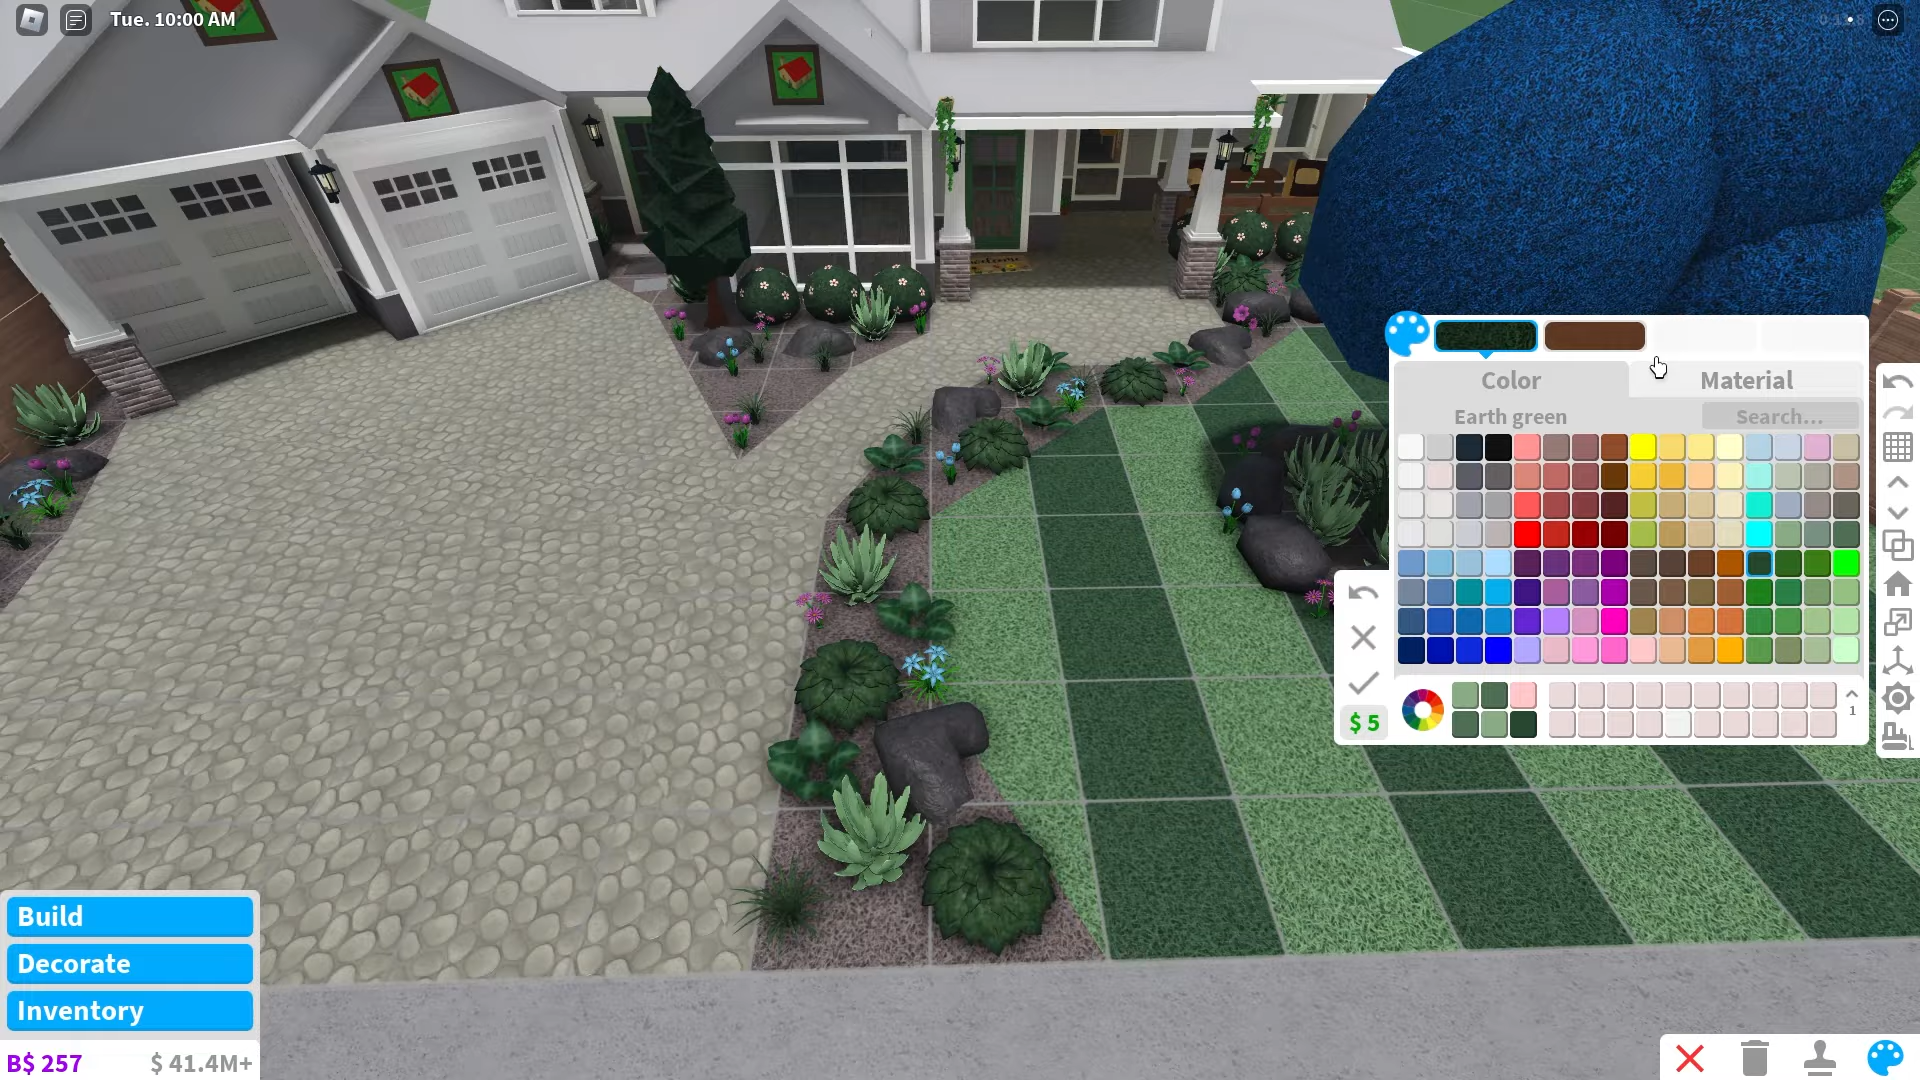 Tue. 10:00 AM
Color
Material
Earth green
Search...
$ 5
1
Build
Decorate
Inventory
B$ 257
$ 41.4M+